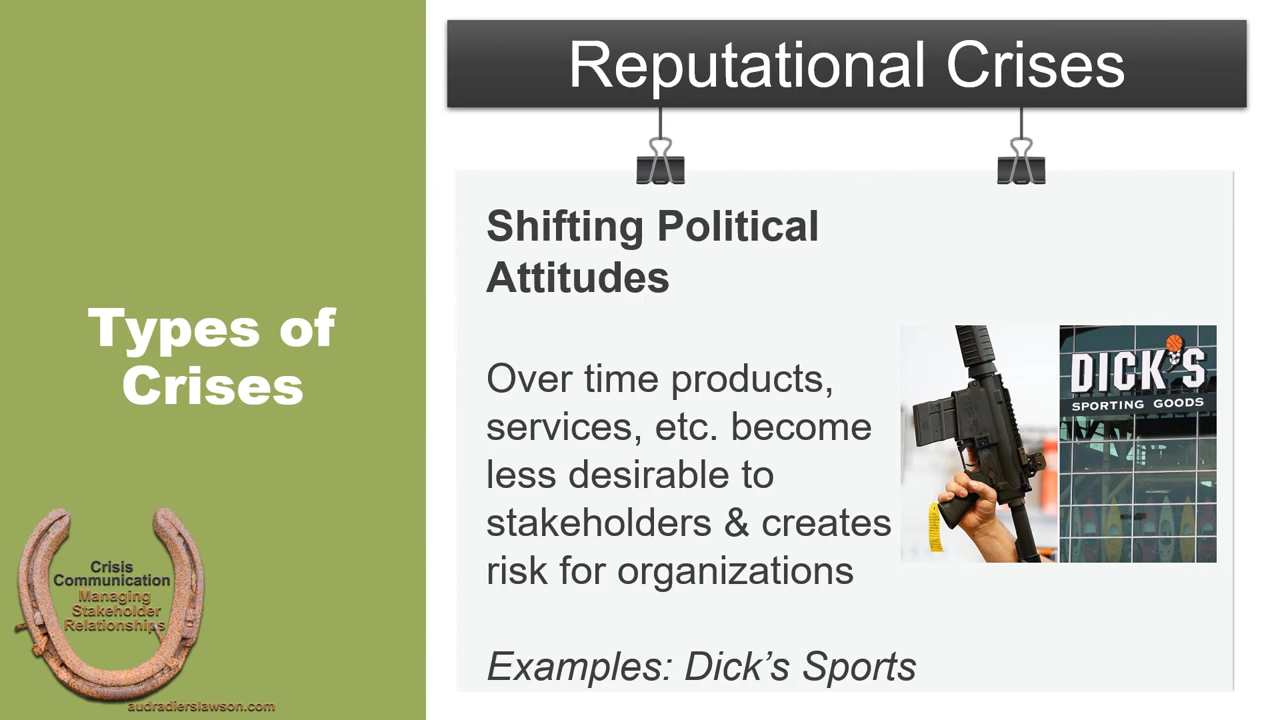 Reputational Crises
Types of
Crises
Shifting Political
Attitudes
Over time products,
services, etc. become
less desirable to
stakeholders & creates
risk for organizations
Examples: Dick’s Sports
DICK'S
SPORTING GOODS
Crisis
Communication
Managing
Stakeholder
Relationships
audradierslawson.com